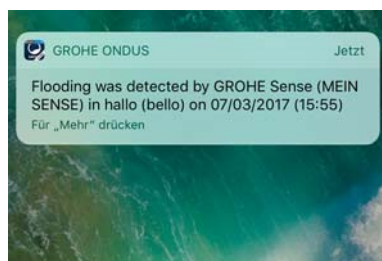 GROHE ONDUS Jetzt
Flooding was detected by GROHE Sense (MEIN
SENSE) in hallo (bello) on 07/03/2017 (15:55)
Für „Mehr“ drücken